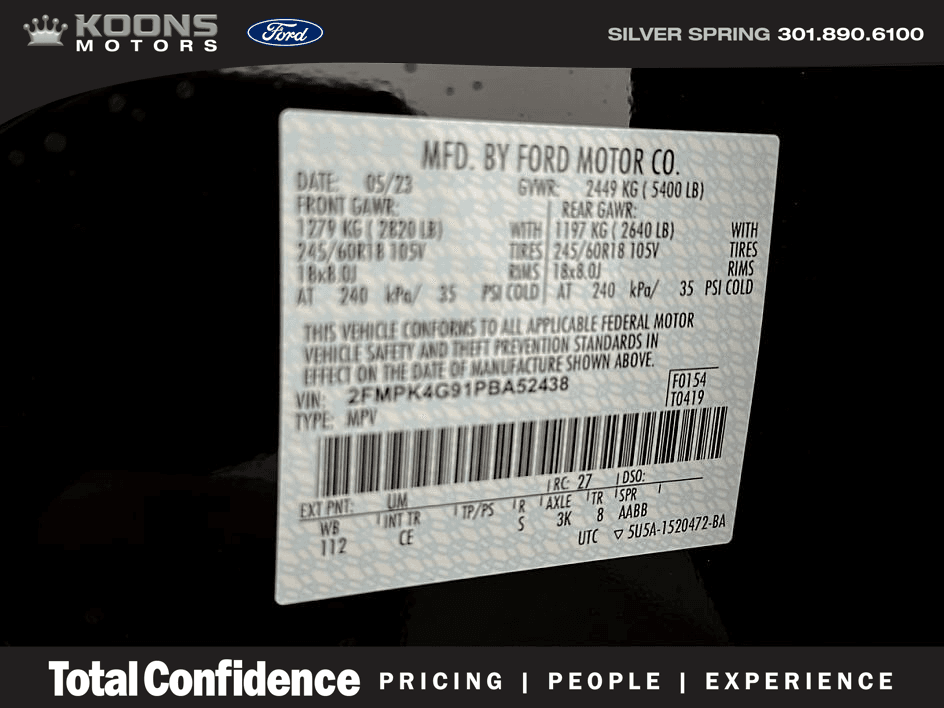 KOONS
MOTORS
Ford
SILVER SPRING 301.890.6100
MFD. BY FORD MOTOR CO.
DATE: 05/23 GVWR: 2449 KG ( 5400 LB)
FRONT GAWR: REAR GAWR:
1279 KG ( 2820 LB) WITH 1197 KG ( 2640 LB) WITH
245/60R18 105V TIRES 245/60R18 105V TIRES
18x8.0J RIMS 18x8.0J RIMS
AT 240 kPa/ 35 PSI COLD AT 240 kPa/ 35 PSI COLD
THIS VEHICLE CONFORMS TO ALL APPLICABLE FEDERAL MOTOR
VEHICLE SAFETY AND THEFT PREVENTION STANDARDS IN
EFFECT ON THE DATE OF MANUFACTURE SHOWN ABOVE.
VIN: 2FMPK4G91PBA52438 F0154
TYPE: MPV T0419
EXT PNT: UM RC: 27 DSO:
WB INT TR TP/PS R AXLE TR SPR
112 CE S 3K 8 AABB
UTC ▽ 5U5A-1520472-BA
Total Confidence PRICING | PEOPLE | EXPERIENCE